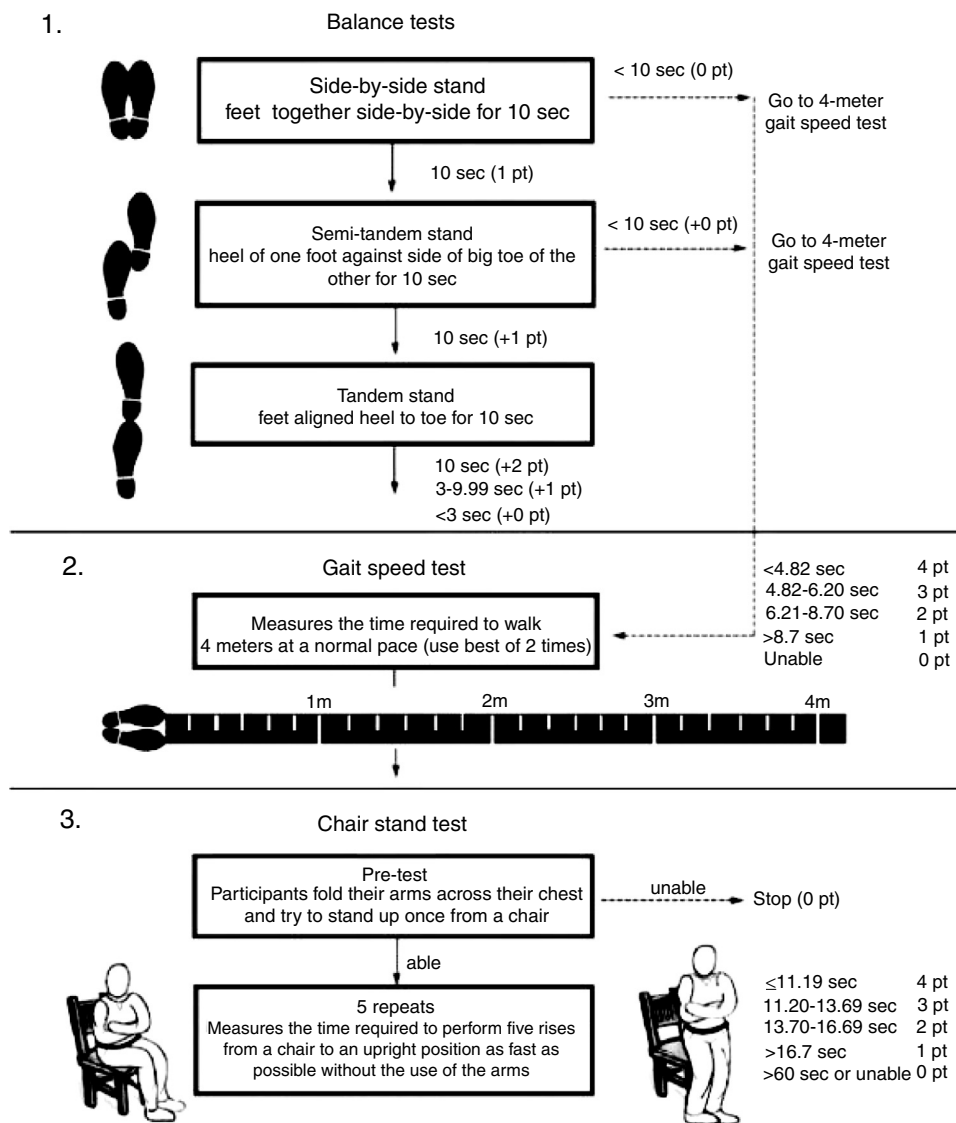 1.
Balance tests
Side-by-side stand
feet together side-by-side for 10 sec
< 10 sec (0 pt)
Go to 4-meter
gait speed test
10 sec (1 pt)
Semi-tandem stand
heel of one foot against side of big toe of the
other for 10 sec
< 10 sec (+0 pt)
Go to 4-meter
gait speed test
10 sec (+1 pt)
Tandem stand
feet aligned heel to toe for 10 sec
10 sec (+2 pt)
3-9.99 sec (+1 pt)
<3 sec (+0 pt)
2.
Gait speed test
Measures the time required to walk
4 meters at a normal pace (use best of 2 times)
<4.82 sec 4 pt
4.82-6.20 sec 3 pt
6.21-8.70 sec 2 pt
>8.7 sec 1 pt
Unable 0 pt
1m 2m 3m 4m
3.
Chair stand test
Pre-test
Participants fold their arms across their chest
and try to stand up once from a chair
unable
Stop (0 pt)
able
5 repeats
Measures the time required to perform five rises
from a chair to an upright position as fast as
possible without the use of the arms
≤11.19 sec 4 pt
11.20-13.69 sec 3 pt
13.70-16.69 sec 2 pt
>16.7 sec 1 pt
>60 sec or unable 0 pt